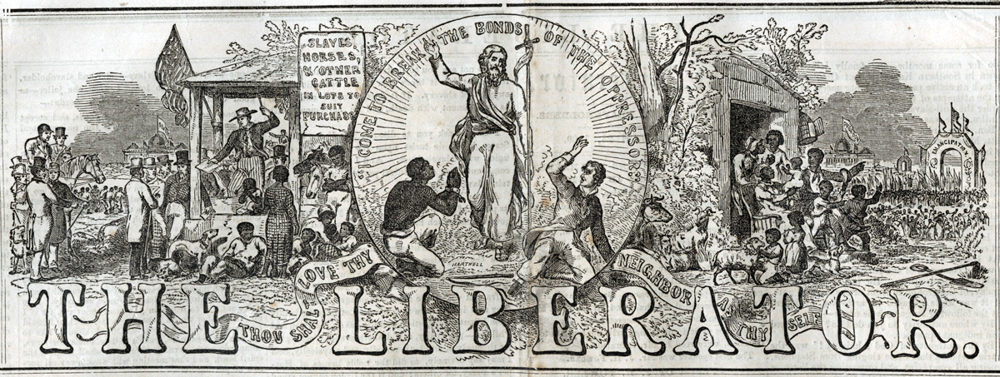 SLAVES,
HORSES,
& OTHER
CATTLE
IN LOTS TO
SUIT
PURCHASER
"I COME TO BREAK THE BONDS OF THE OPPRESSOR"
EMANCIPATION
HARTWELL
THOU SHALT LOVE THY NEIGHBOR AS THY SELF
THE LIBERATOR.